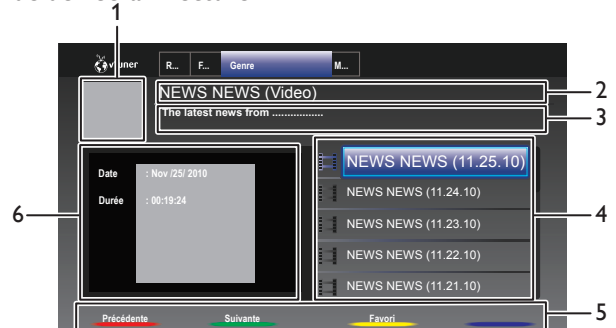 1
vTuner R... F... Genre M...
NEWS NEWS (Video)
2
The latest news from .................
3
NEWS NEWS (11.25.10)
Date : Nov /25/ 2010
NEWS NEWS (11.24.10)
Durée : 00:19:24
6
4
NEWS NEWS (11.23.10)
NEWS NEWS (11.22.10)
NEWS NEWS (11.21.10)
Précédente Suivante Favori
5